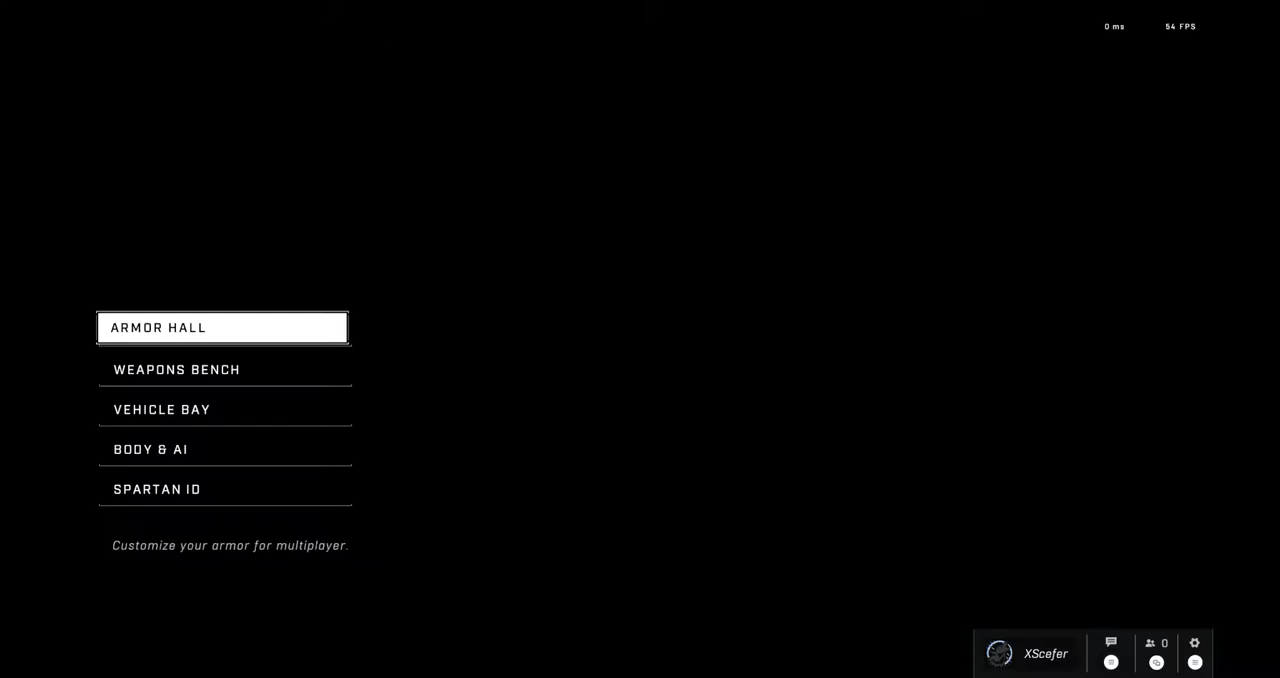 0 ms 54 FPS
ARMOR HALL
WEAPONS BENCH
VEHICLE BAY
BODY & AI
SPARTAN ID
Customize your armor for multiplayer.
XScefer 0